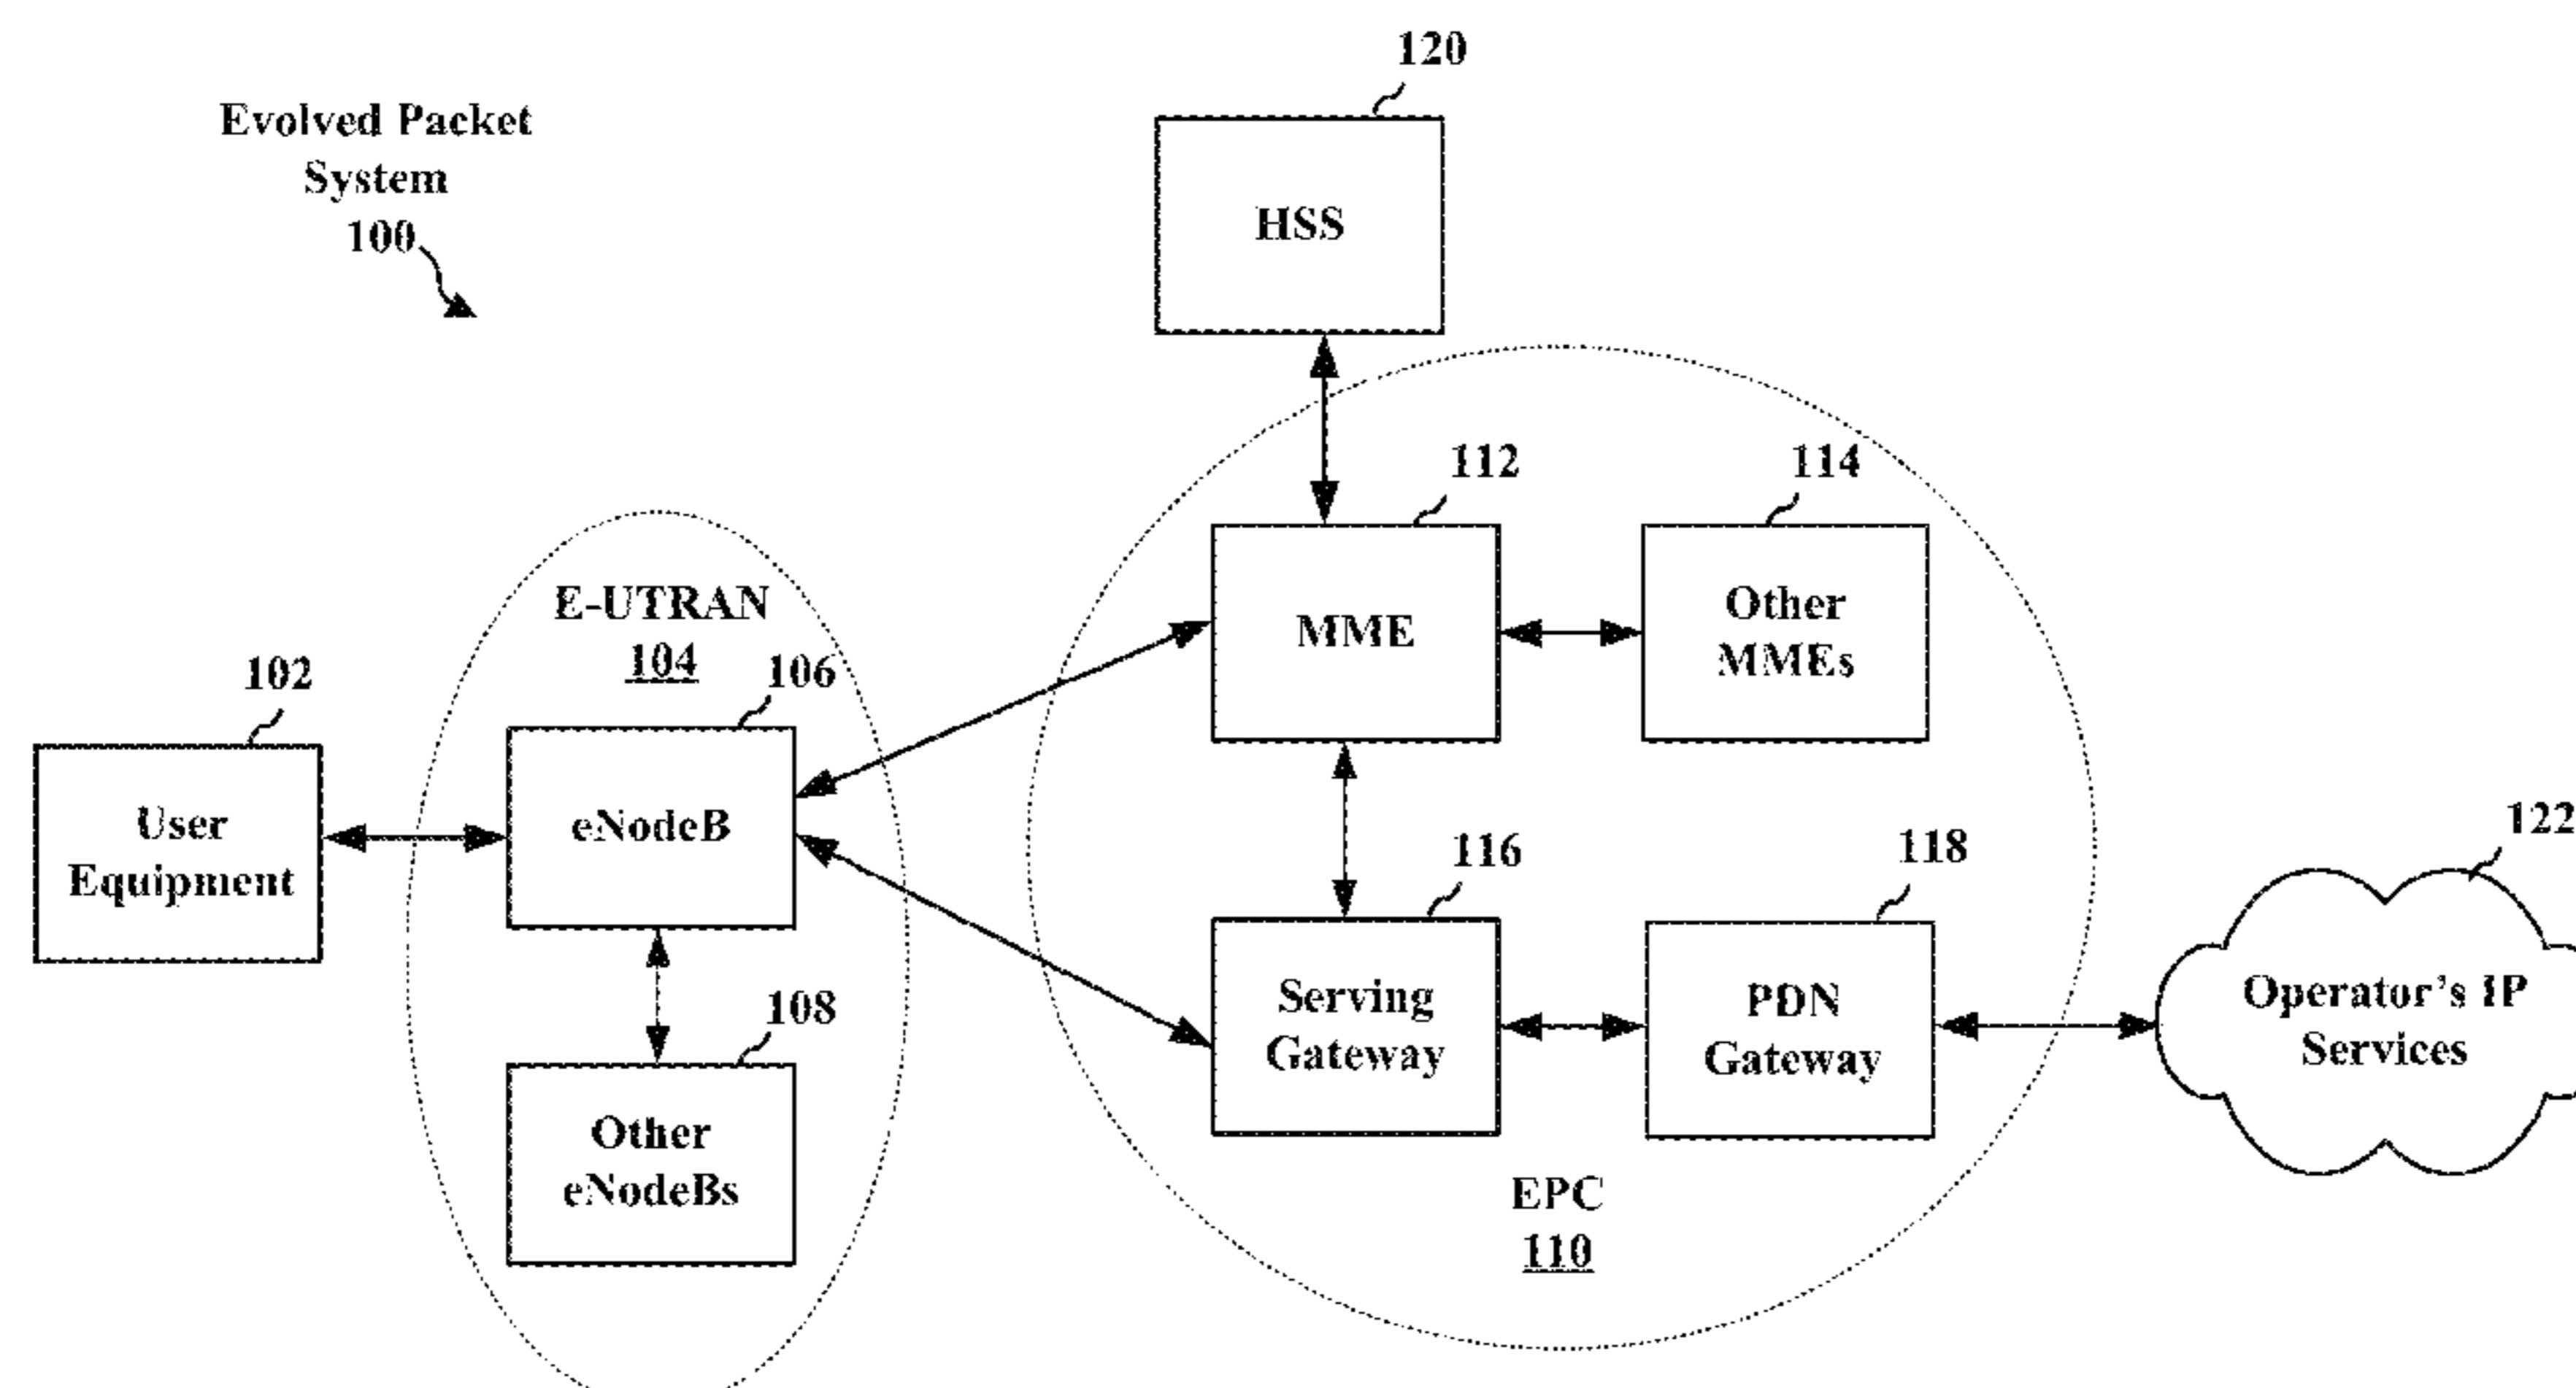 Evolved Packet
System
100
120
HSS
112
114
MME
Other
MMEs
E-UTRAN
104
106
102
eNodeB
User
Equipment
108
Other
eNodeBs
116
118
Serving
Gateway
PDN
Gateway
EPC
110
122
Operator's IP
Services